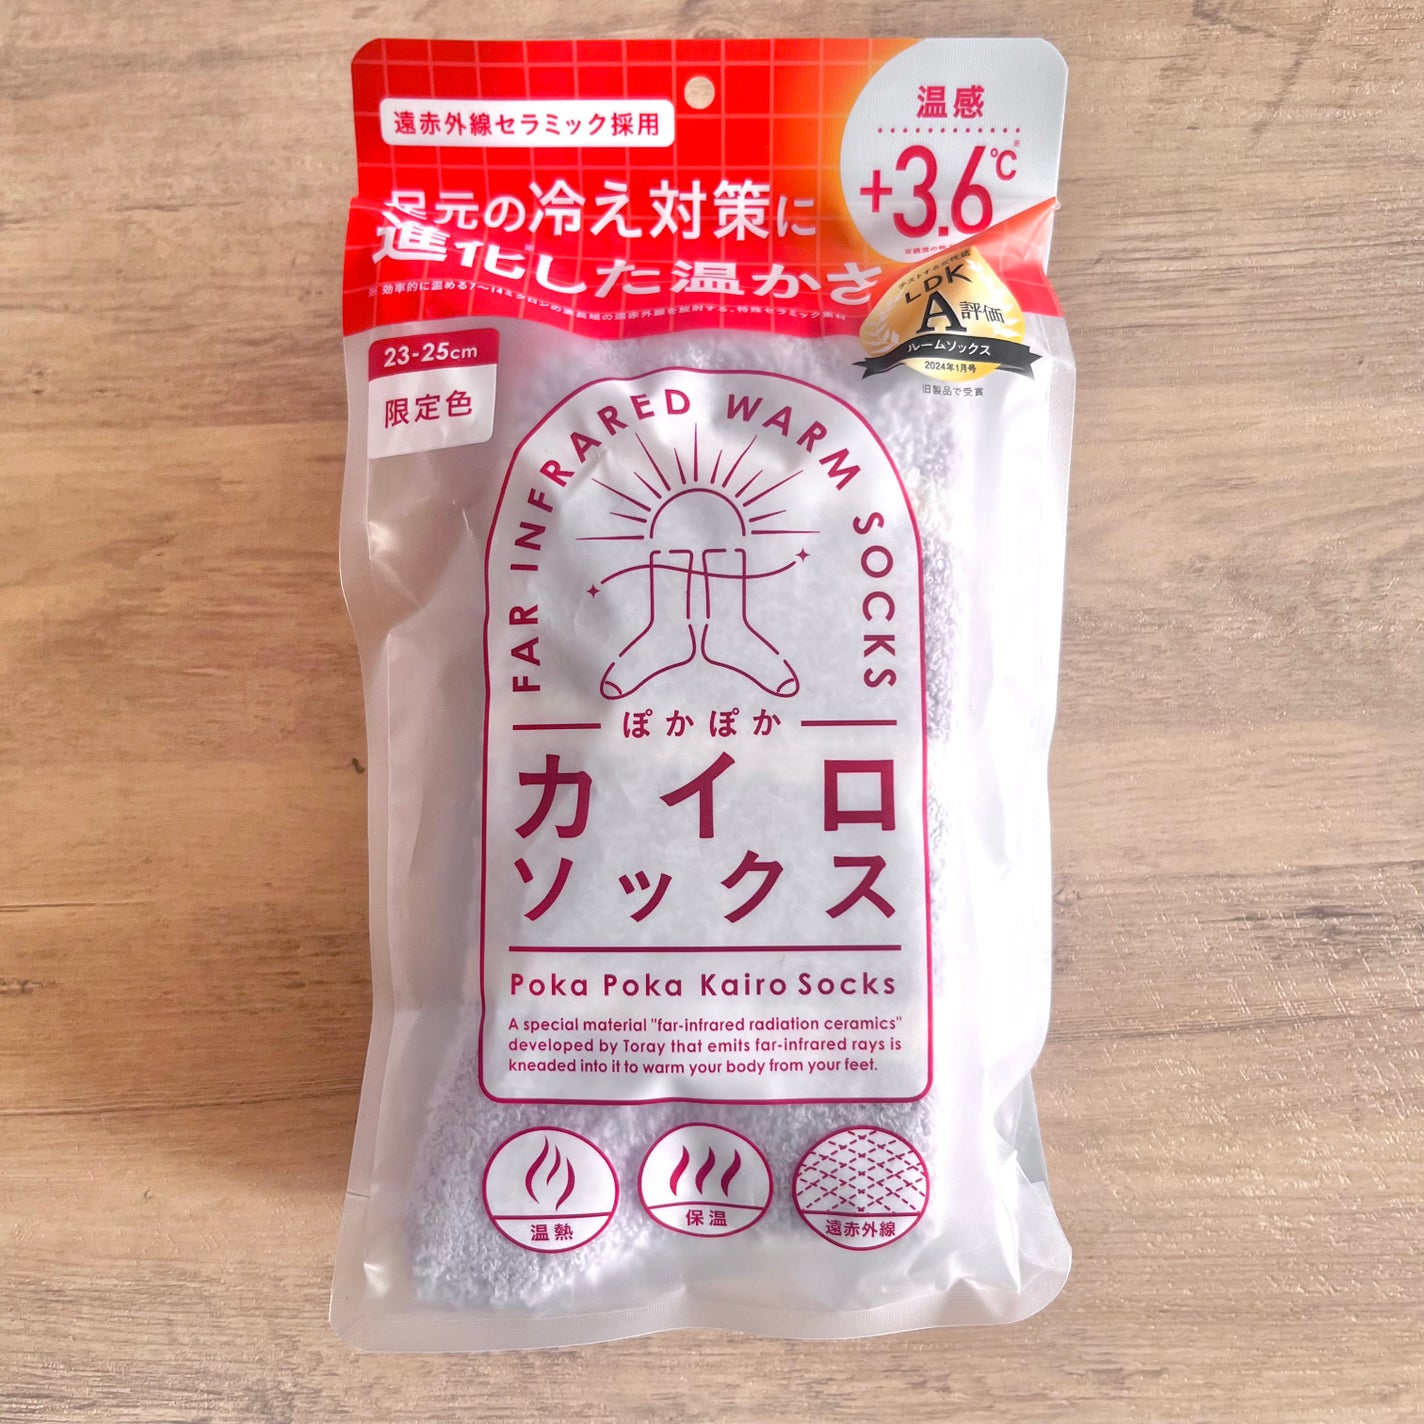 遠赤外線セラミック採用
温感
+3.6℃※
足元の冷え対策に
進化した温かさ
LDK
A評価
ルームソックス
2024年1月号
旧製品で受賞
23-25cm
限定色
FAR INFRARED WARM SOCKS
ぽかぽか
カイロ
ソックス
Poka Poka Kairo Socks
A special material "far-infrared radiation ceramics"
developed by Toray that emits far-infrared rays is
kneaded into it to warm your body from your feet.
温熱
保温
遠赤外線